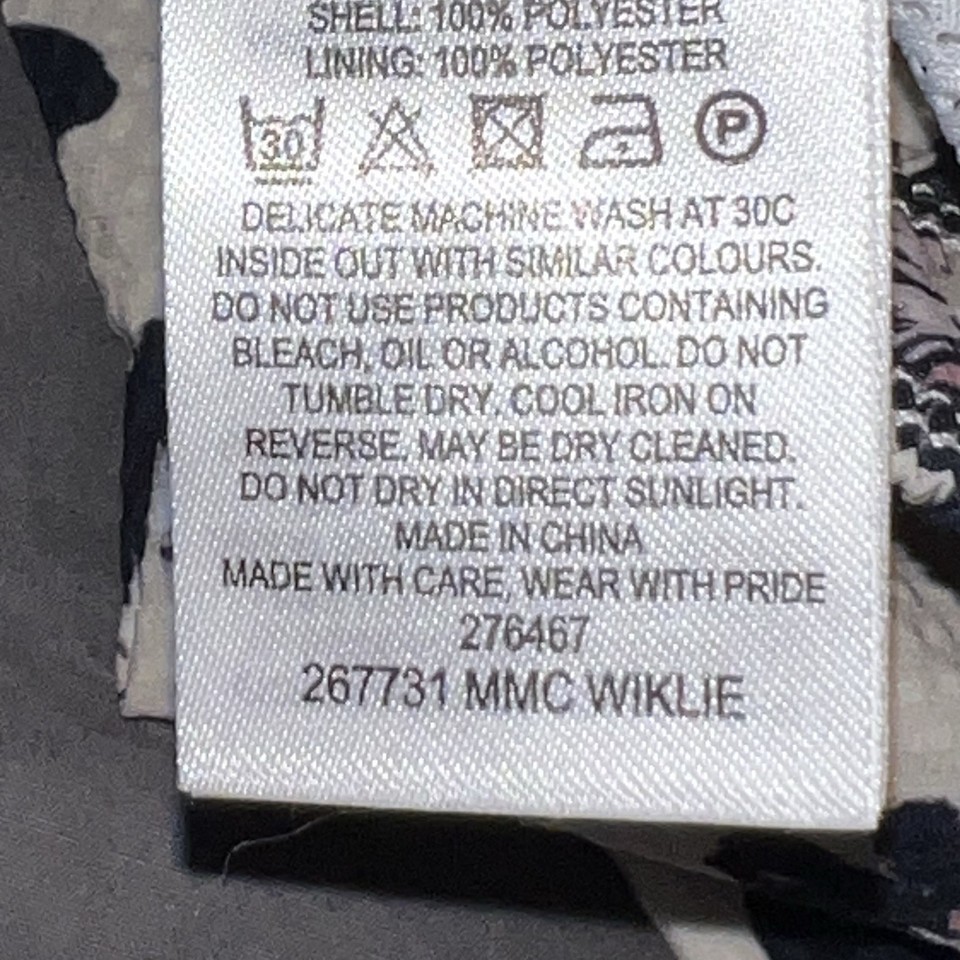 SHELL: 100% POLYESTER
LINING: 100% POLYESTER
30 P
DELICATE MACHINE WASH AT 30C
INSIDE OUT WITH SIMILAR COLOURS.
DO NOT USE PRODUCTS CONTAINING
BLEACH, OIL OR ALCOHOL. DO NOT
TUMBLE DRY. COOL IRON ON
REVERSE. MAY BE DRY CLEANED.
DO NOT DRY IN DIRECT SUNLIGHT.
MADE IN CHINA
MADE WITH CARE, WEAR WITH PRIDE
276467
267731 MMC WIKLIE